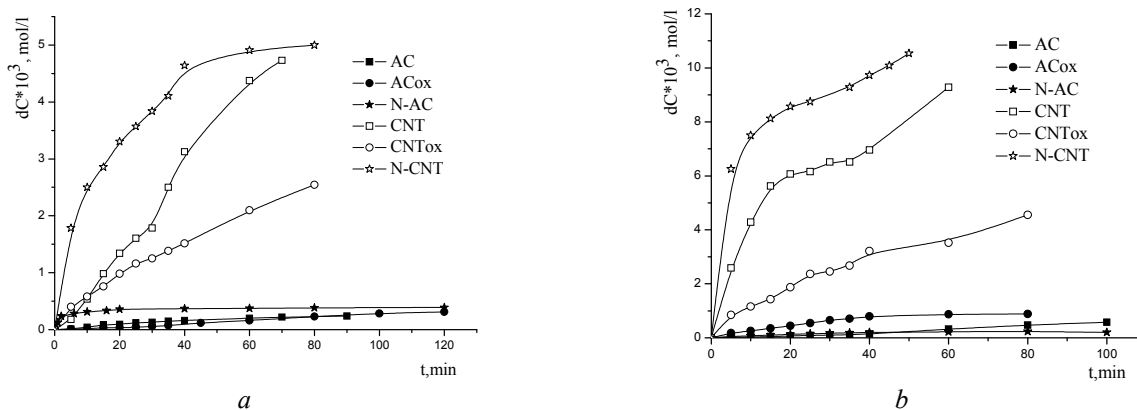 dC*10³, mol/l
5
4
3
2
1
0
0
20
40
60
80
100
120
t,min
AC
ACox
N-AC
CNT
CNTox
N-CNT
a
dC*10³, mol/l
10
8
6
4
2
0
0
20
40
60
80
100
t,min
AC
ACox
N-AC
CNT
CNTox
N-CNT
b